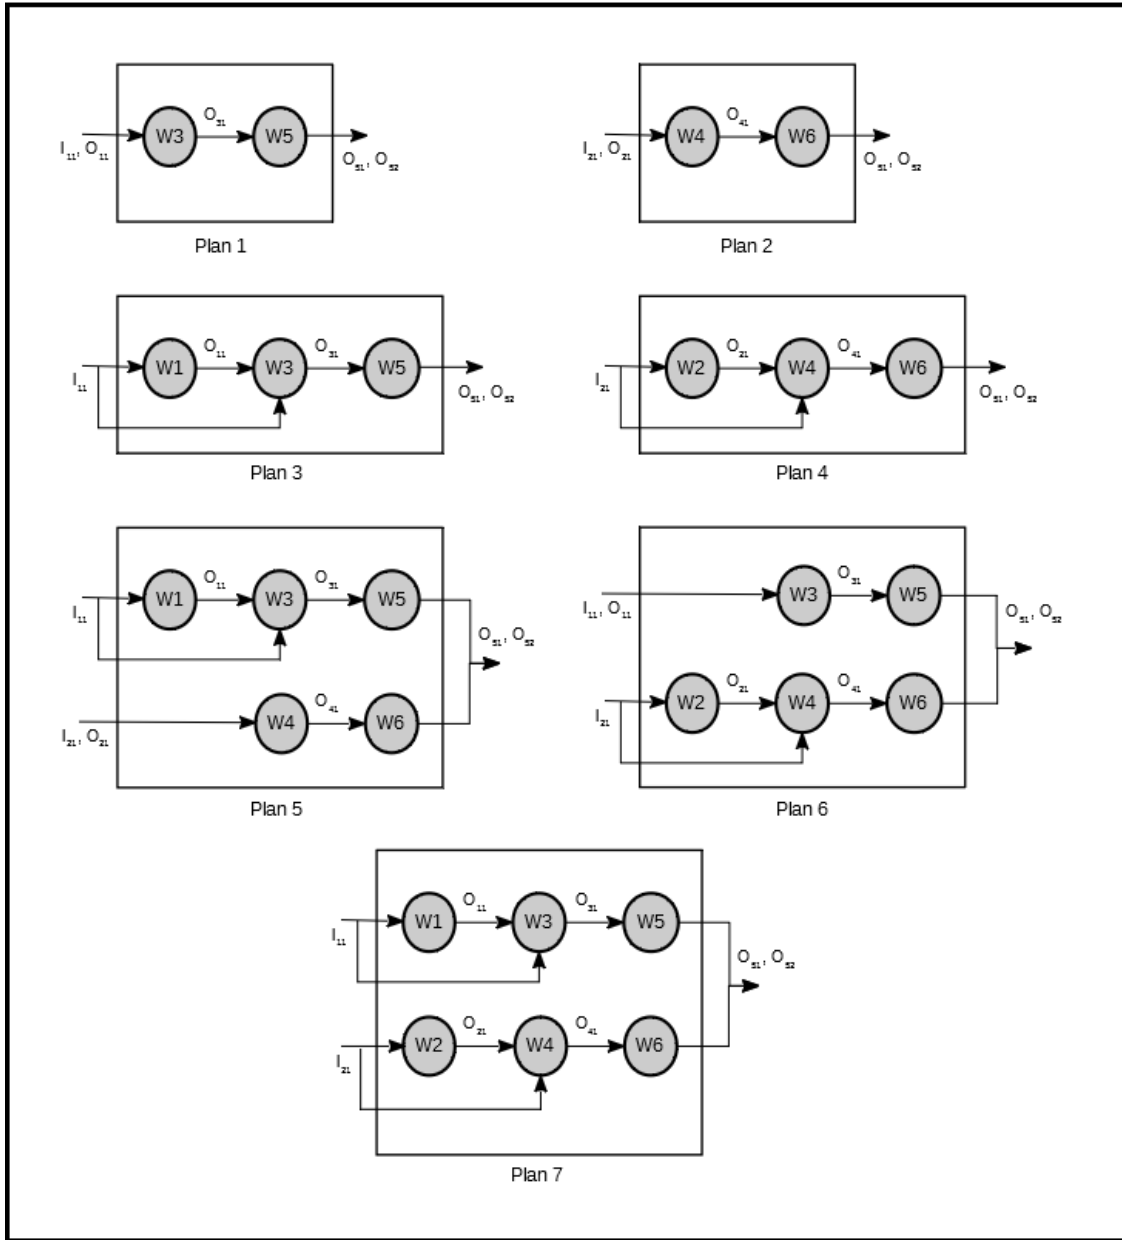 O₃₁
W3 W5
I₁₁, O₁₁
O₅₁, O₅₂
Plan 1
O₄₁
W4 W6
I₂₁, O₂₁
O₅₁, O₅₂
Plan 2
O₁₁ O₃₁
W1 W3 W5
I₁₁
O₅₁, O₅₂
Plan 3
O₂₁ O₄₁
W2 W4 W6
I₂₁
O₅₁, O₅₂
Plan 4
O₁₁ O₃₁
W1 W3 W5
I₁₁
O₅₁, O₅₂
O₄₁
W4 W6
I₂₁, O₂₁
Plan 5
O₃₁
W3 W5
I₁₁, O₁₁
O₅₁, O₅₂
O₂₁ O₄₁
W2 W4 W6
I₂₁
Plan 6
O₁₁ O₃₁
W1 W3 W5
I₁₁
O₅₁, O₅₂
O₂₁ O₄₁
W2 W4 W6
I₂₁
Plan 7